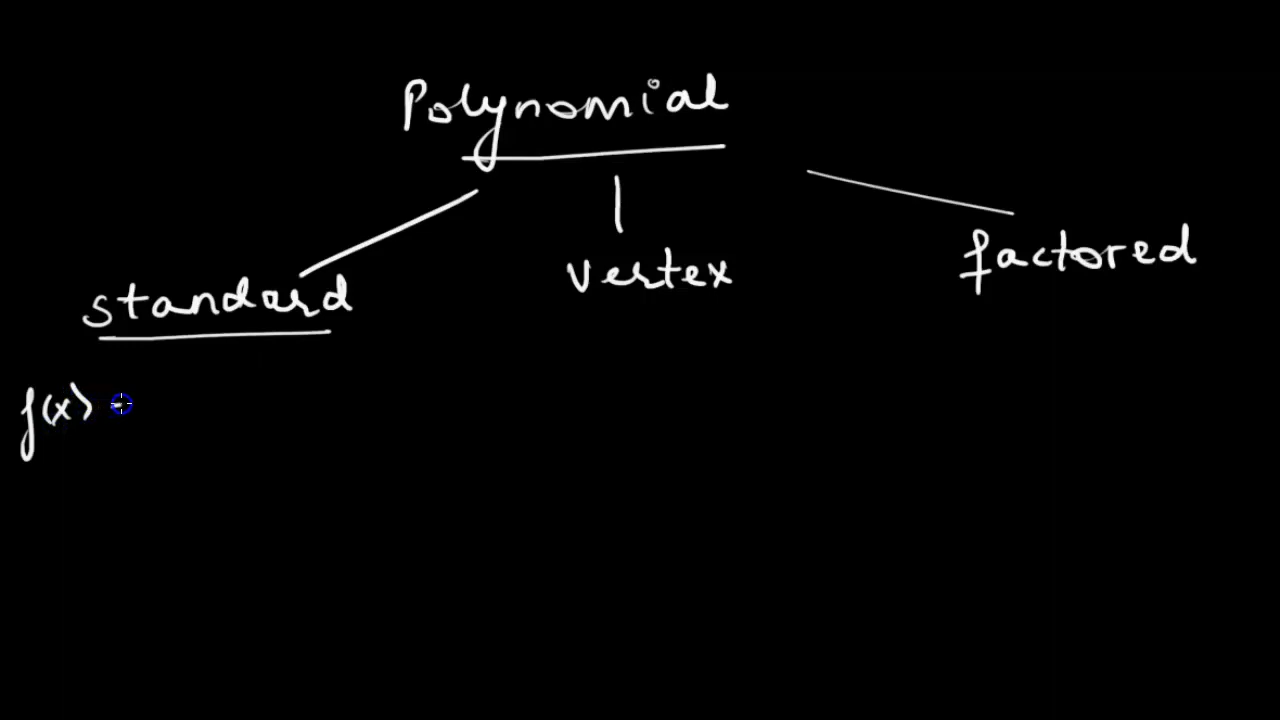 Polynomial
standard vertex factored
f(x) -